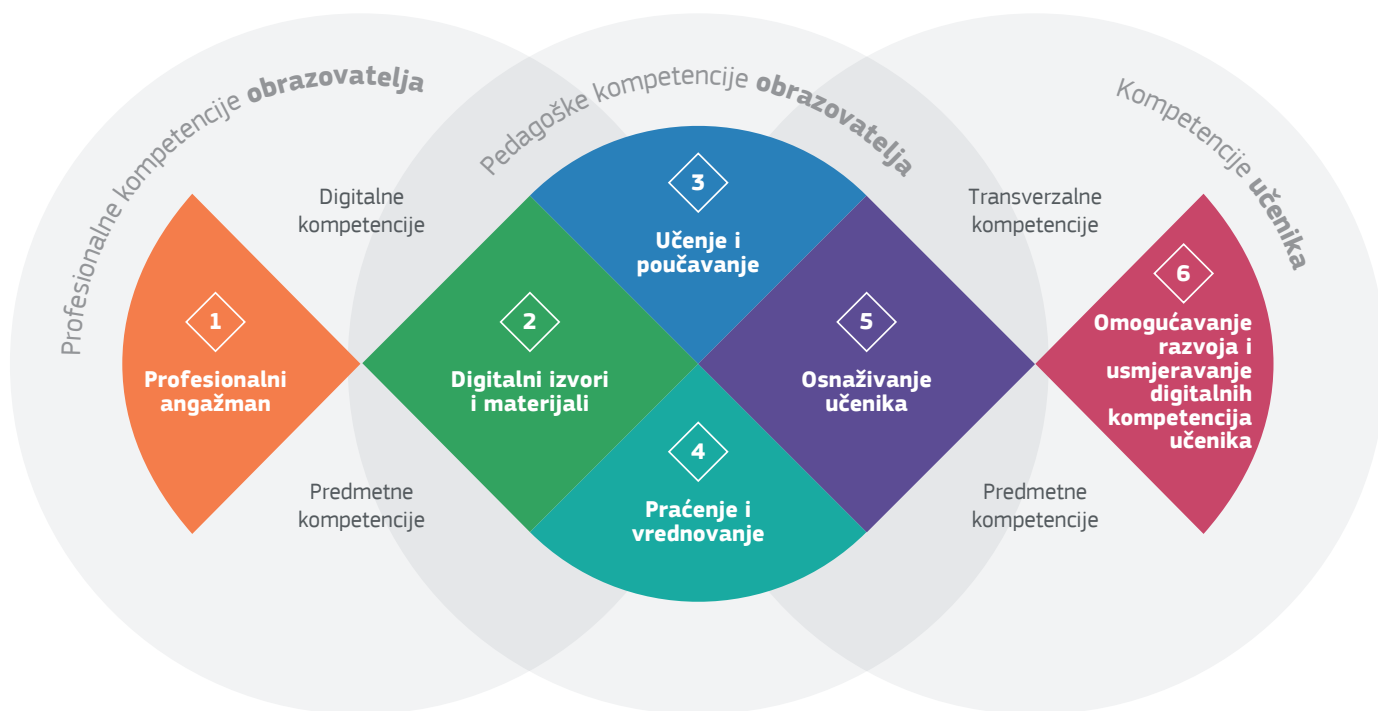 Profesionalne kompetencije obrazovatelja
Pedagoške kompetencije obrazovatelja
Kompetencije učenika
Digitalne
kompetencije
Transverzalne
kompetencije
1
Profesionalni
angažman
2
Digitalni izvori
i materijali
3
Učenje i
poučavanje
4
Praćenje i
vrednovanje
5
Osnaživanje
učenika
6
Omogućavanje
razvoja i
usmjeravanje
digitalnih
kompetencija
učenika
Predmetne
kompetencije
Predmetne
kompetencije